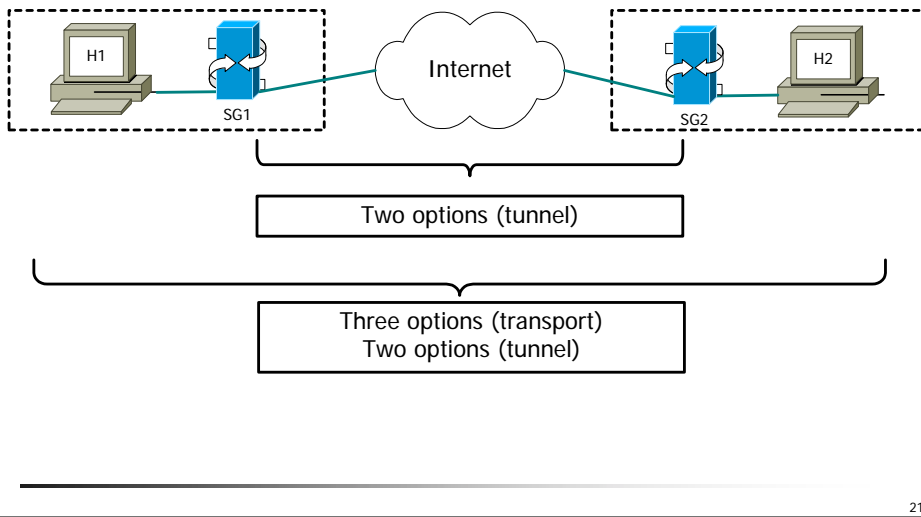 H1
SG1
Internet
SG2
H2
Two options (tunnel)
Three options (transport)
Two options (tunnel)
21